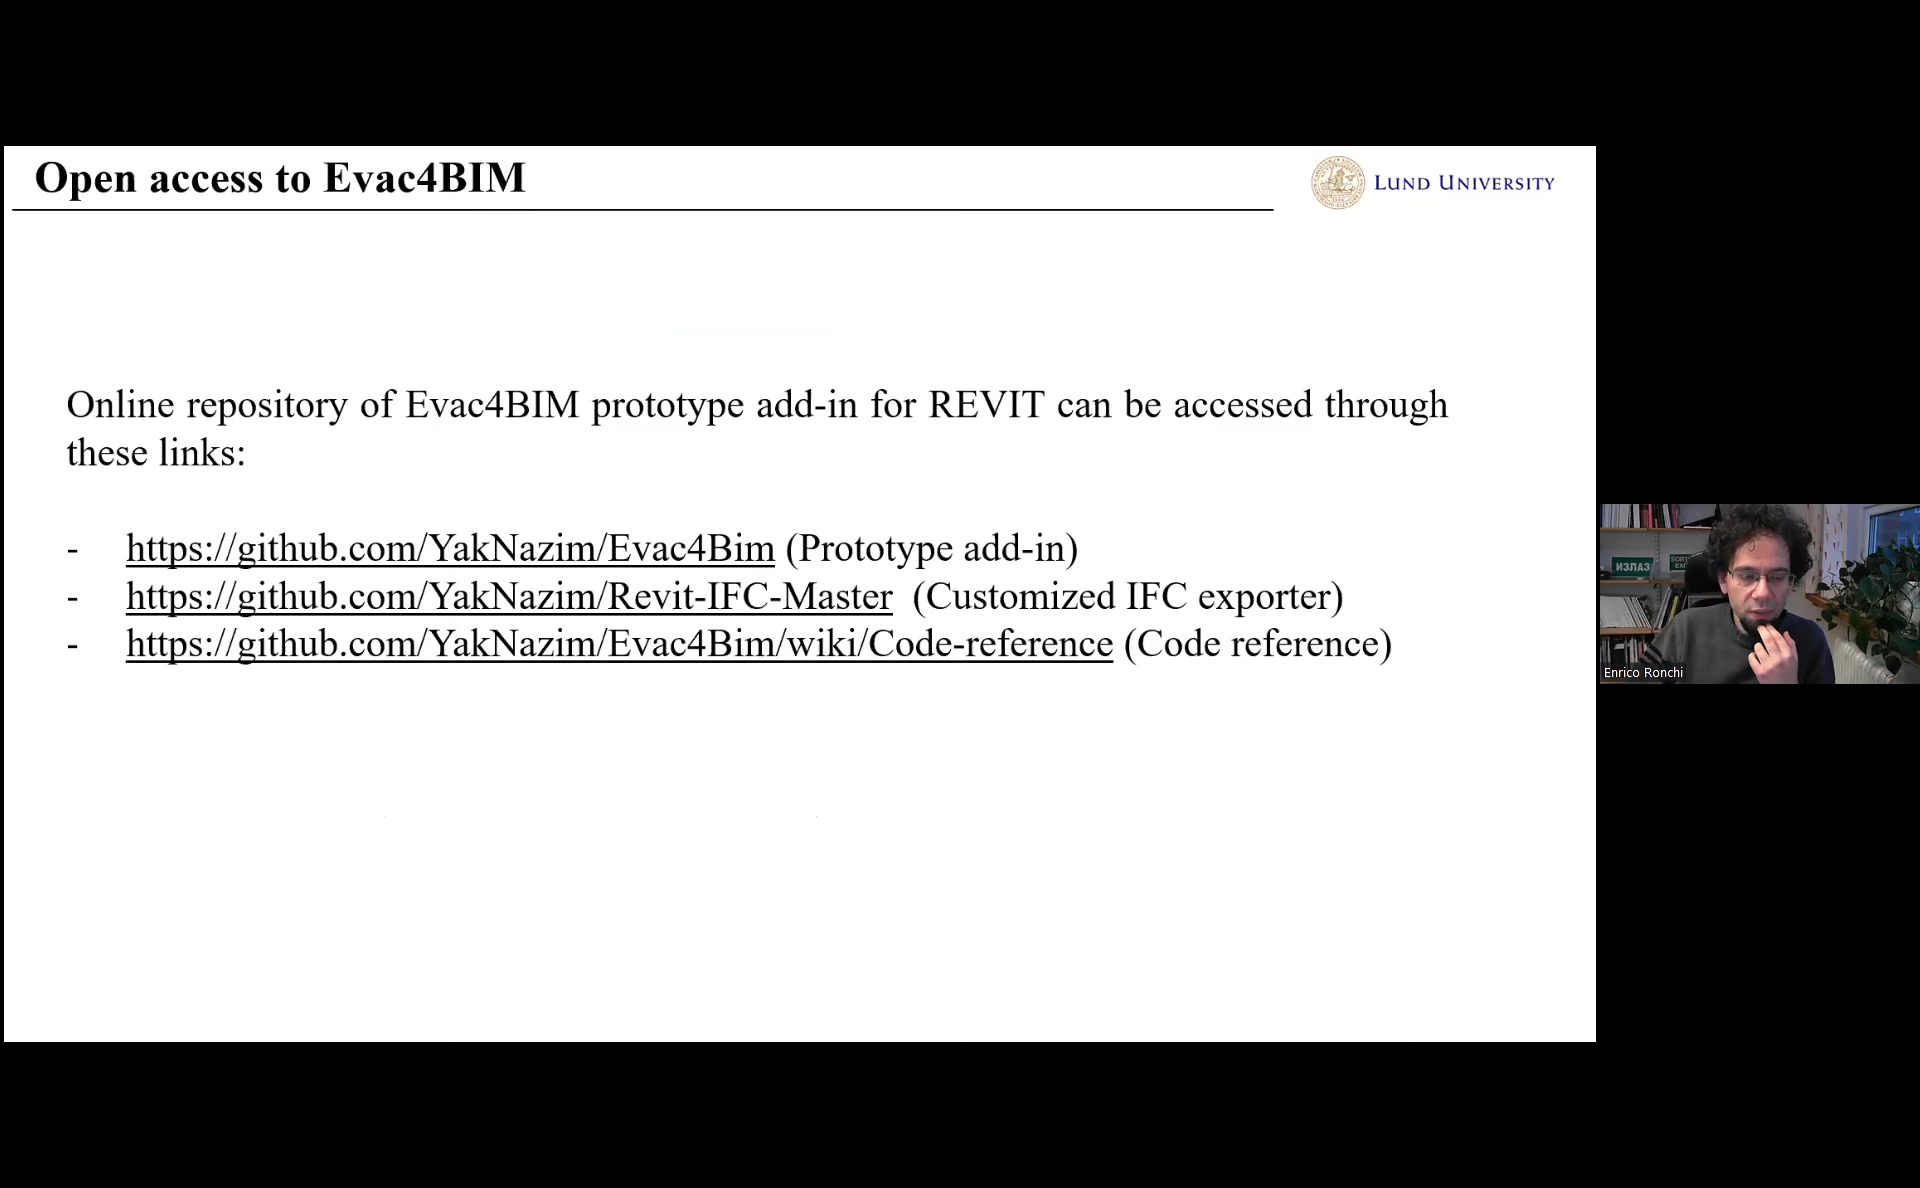 Open access to Evac4BIM
LUND UNIVERSITY
Online repository of Evac4BIM prototype add-in for REVIT can be accessed through
these links:
- https://github.com/YakNazim/Evac4Bim (Prototype add-in)
- https://github.com/YakNazim/Revit-IFC-Master (Customized IFC exporter)
- https://github.com/YakNazim/Evac4Bim/wiki/Code-reference (Code reference)
ИЗЛАЗ
Enrico Ronchi